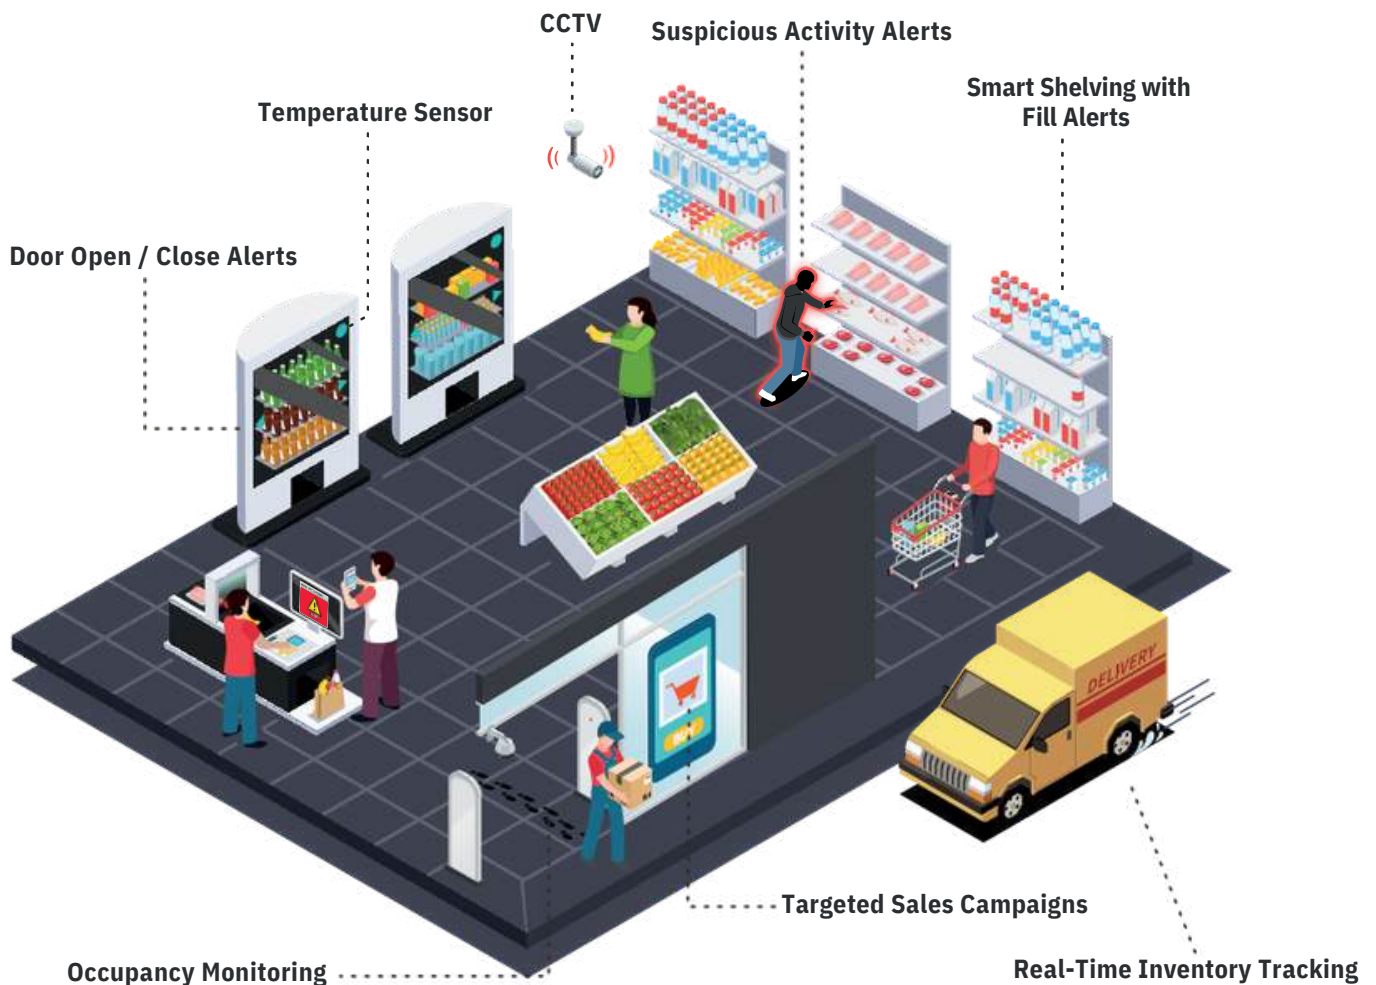 CCTV
Suspicious Activity Alerts
Smart Shelving with
Fill Alerts
Temperature Sensor
Door Open / Close Alerts
DELIVERY
BUY
Targeted Sales Campaigns
Occupancy Monitoring
Real-Time Inventory Tracking